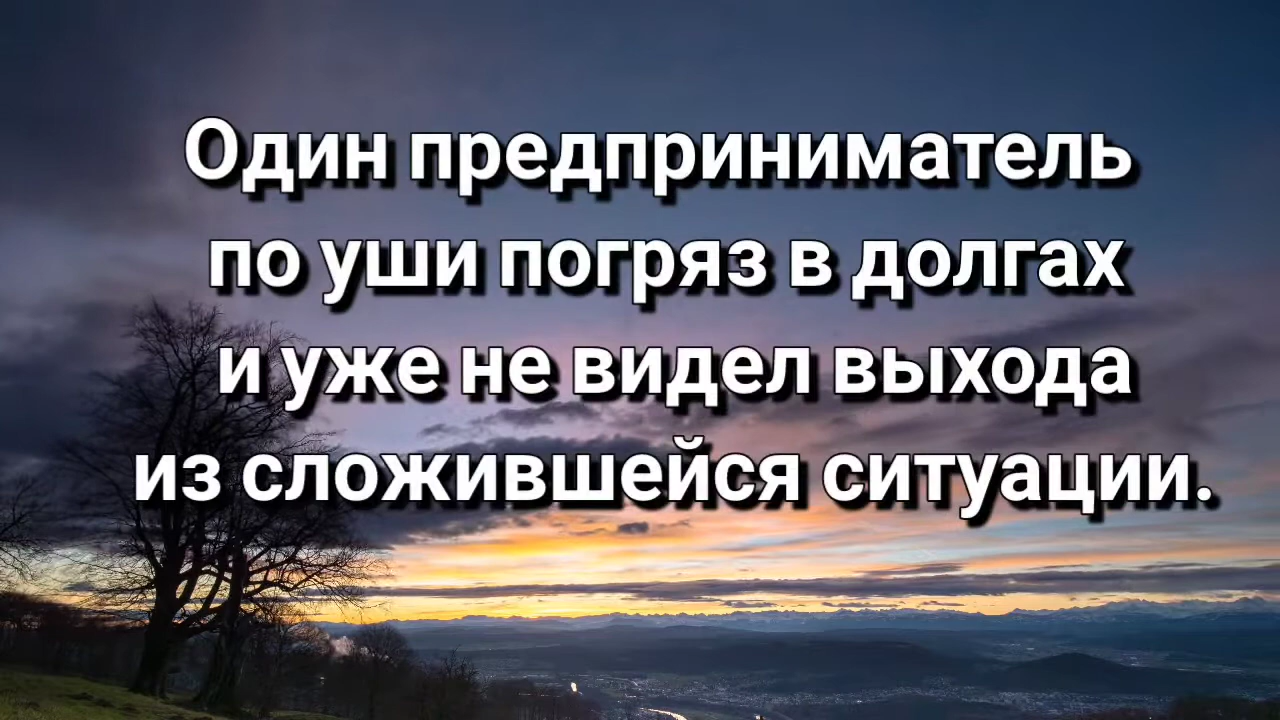 Один предприниматель
по уши погряз в долгах
и уже не видел выхода
из сложившейся ситуации.